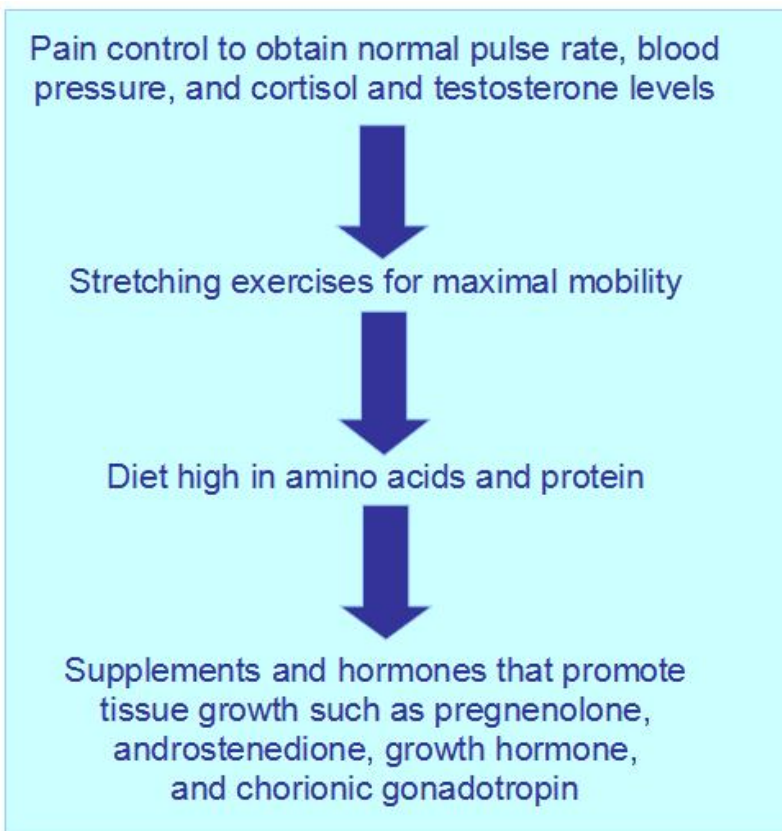 Pain control to obtain normal pulse rate, blood
pressure, and cortisol and testosterone levels
Stretching exercises for maximal mobility
Diet high in amino acids and protein
Supplements and hormones that promote
tissue growth such as pregnenolone,
androstenedione, growth hormone,
and chorionic gonadotropin